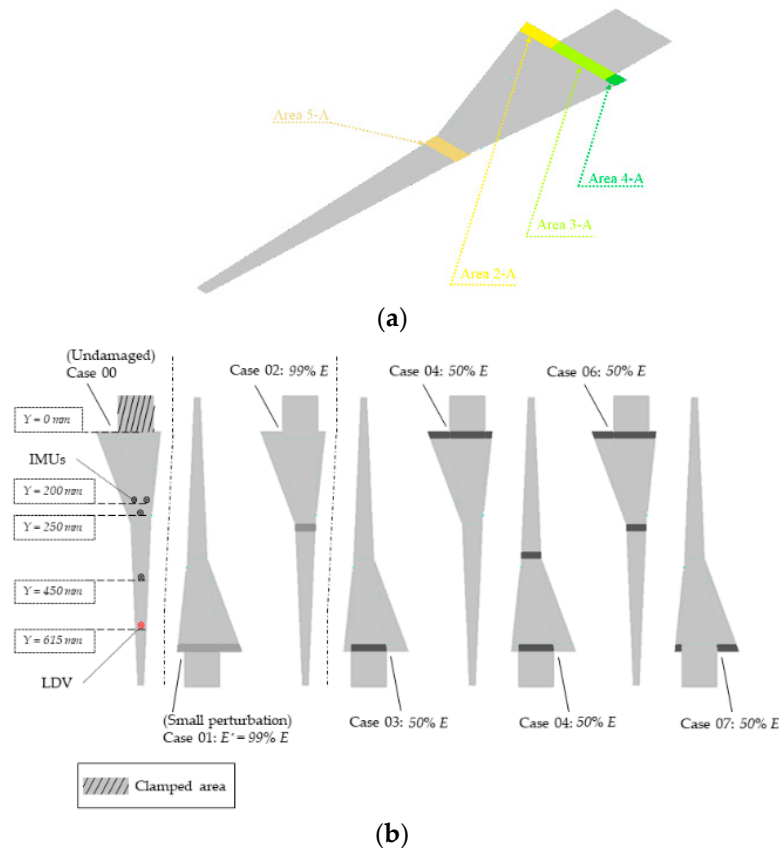 Area 5-A
Area 4-A
Area 3-A
Area 2-A
(a)
(Undamaged)
Case 00
Case 02: 99% E
Case 04: 50% E
Case 06: 50% E
Y = 0 mm
IMUs
Y = 200 mm
Y = 250 mm
Y = 450 mm
Y = 615 mm
LDV
(Small perturbation)
Case 01: E' = 99% E
Case 03: 50% E
Case 04: 50% E
Case 07: 50% E
Clamped area
(b)